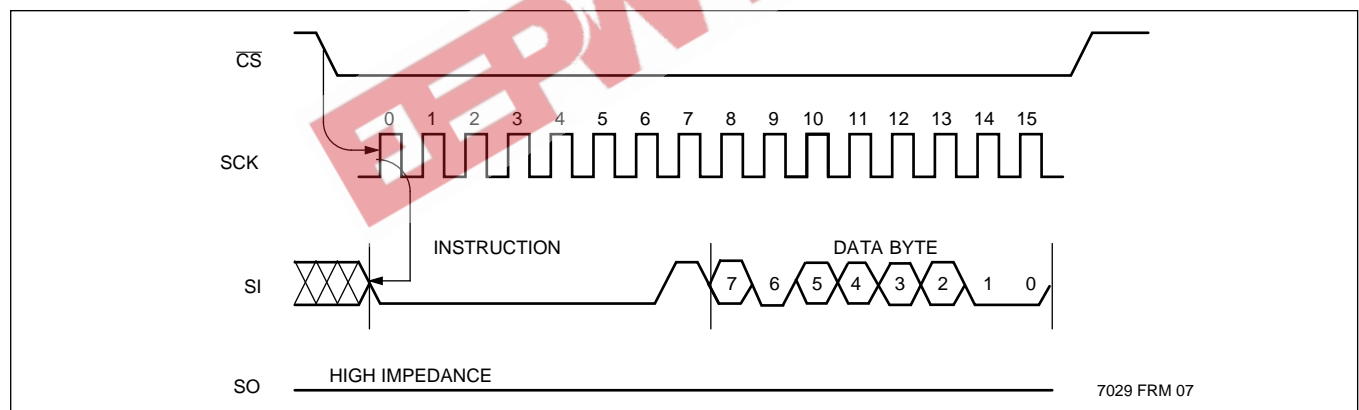 EEPW
CS
0 1 2 3 4 5 6 7 8 9 10 11 12 13 14 15
SCK
INSTRUCTION DATA BYTE
SI 7 6 5 4 3 2 1 0
HIGH IMPEDANCE
SO
7029 FRM 07